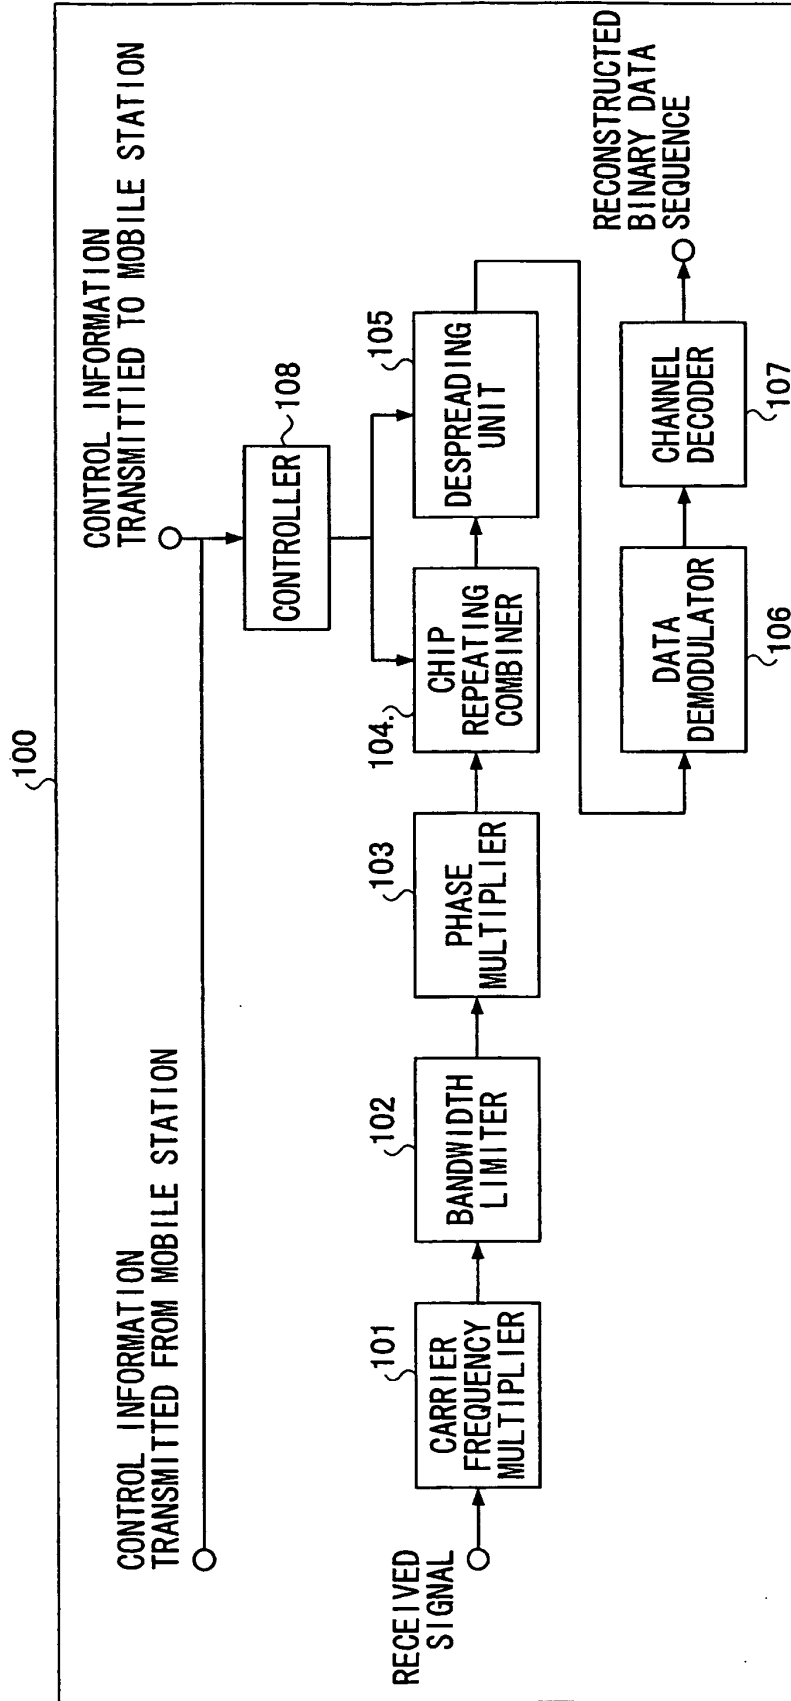 100
CONTROL INFORMATION
TRANSMITTED FROM MOBILE STATION
CONTROL INFORMATION
TRANSMITTIED TO MOBILE STATION
CONTROLLER
108
RECEIVED
SIGNAL
CARRIER
FREQUENCY
MULTIPLIER
101
BANDWIDTH
LIMITER
102
PHASE
MULTIPLIER
103
CHIP
REPEATING
COMBINER
104.
DESPREADING
UNIT
105
DATA
DEMODULATOR
106
CHANNEL
DECODER
107
RECONSTRUCTED
BINARY DATA
SEQUENCE